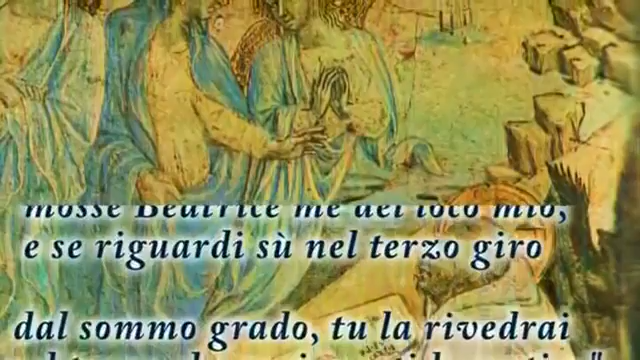 mosse Beatrice me del loco mio,
e se riguardi sù nel terzo giro
dal sommo grado, tu la rivedrai